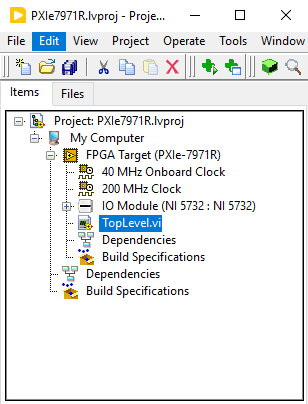 PXIe7971R.lvproj - Proje...
File Edit View Project Operate Tools Window
Items Files
Project: PXIe7971R.lvproj
My Computer
FPGA Target (PXIe-7971R)
40 MHz Onboard Clock
200 MHz Clock
IO Module (NI 5732 : NI 5732)
TopLevel.vi
Dependencies
Build Specifications
Dependencies
Build Specifications